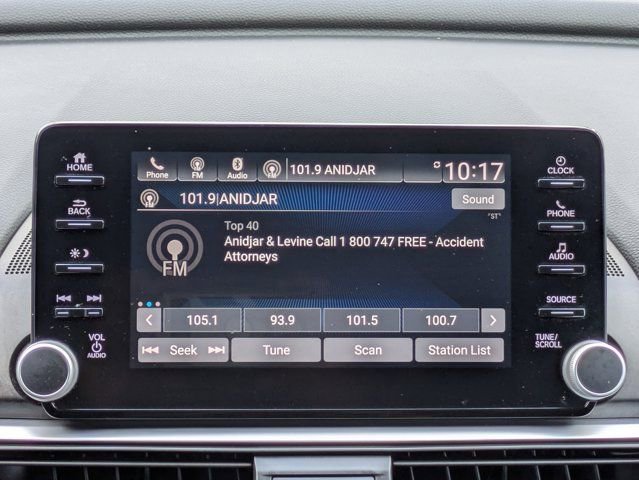 HOME
BACK
VOL
AUDIO
Phone
FM
Audio
FM
101.9 ANIDJAR
10:17
101.9|ANIDJAR
Sound
"ST"
Top 40
Anidjar & Levine Call 1 800 747 FREE - Accident
Attorneys
FM
105.1
93.9
101.5
100.7
Seek
Tune
Scan
Station List
CLOCK
PHONE
AUDIO
SOURCE
TUNE/
SCROLL